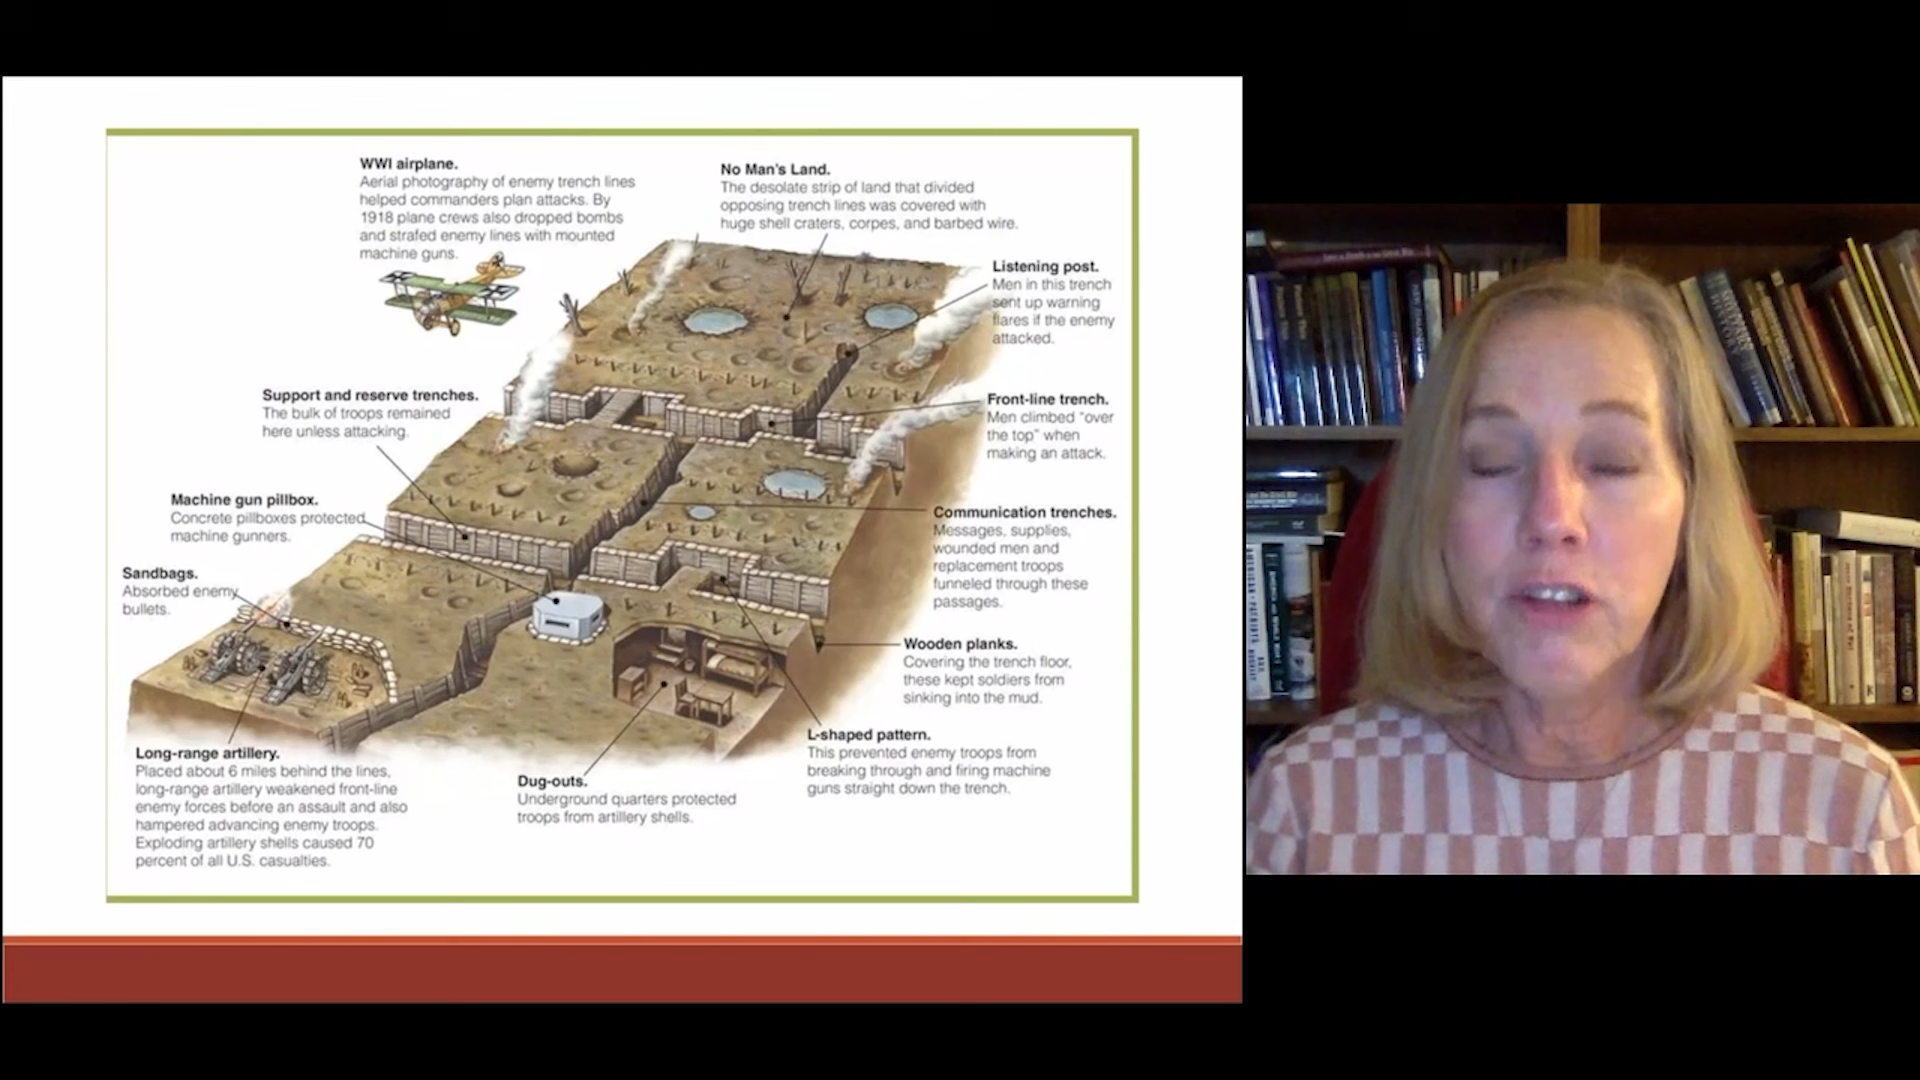 WWI airplane.
Aerial photography of enemy trench lines
helped commanders plan attacks. By
1918 plane crews also dropped bombs
and strafed enemy lines with mounted
machine guns.
No Man's Land.
The desolate strip of land that divided
opposing trench lines was covered with
huge shell craters, corpes, and barbed wire.
Listening post.
Men in this trench
sent up warning
flares if the enemy
attacked.
Support and reserve trenches.
The bulk of troops remained
here unless attacking.
Front-line trench.
Men climbed “over
the top” when
making an attack.
Machine gun pillbox.
Concrete pillboxes protected
machine gunners.
Communication trenches.
Messages, supplies,
wounded men and
replacement troops
funneled through these
passages.
Sandbags.
Absorbed enemy
bullets.
Wooden planks.
Covering the trench floor,
these kept soldiers from
sinking into the mud.
L-shaped pattern.
This prevented enemy troops from
breaking through and firing machine
guns straight down the trench.
Long-range artillery.
Placed about 6 miles behind the lines,
long-range artillery weakened front-line
enemy forces before an assault and also
hampered advancing enemy troops.
Exploding artillery shells caused 70
percent of all U.S. casualties.
Dug-outs.
Underground quarters protected
troops from artillery shells.